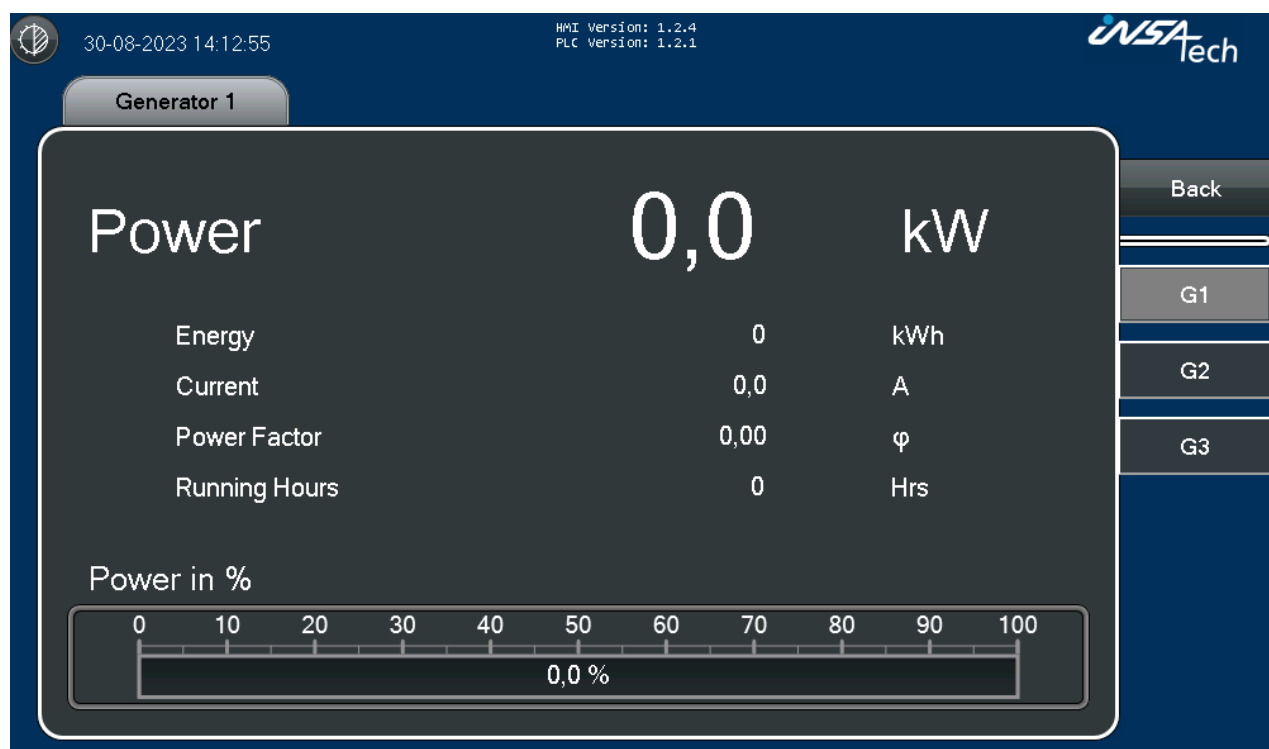 30-08-2023 14:12:55
HMI Version: 1.2.4
PLC Version: 1.2.1
iNSA Tech
Generator 1
Back
Power 0,0 kW
G1
Energy 0 kWh
G2
Current 0,0 A
Power Factor 0,00 φ
G3
Running Hours 0 Hrs
Power in %
0 10 20 30 40 50 60 70 80 90 100
0,0 %